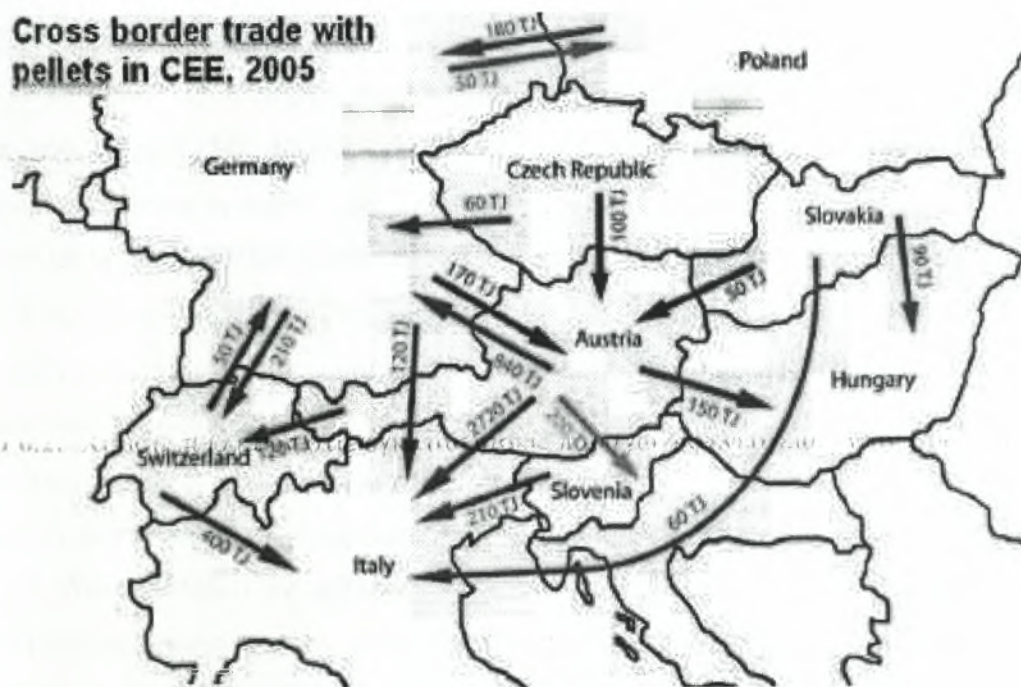 Cross border trade with
pellets in CEE, 2005
180 TJ
50 TJ
Poland
Germany
Czech Republic
60 TJ
100 TJ
Slovakia
90 TJ
170 TJ
50 TJ
Austria
50 TJ
210 TJ
120 TJ
840 TJ
Hungary
2720 TJ
150 TJ
Switzerland
Slovenia
210 TJ
60 TJ
400 TJ
Italy